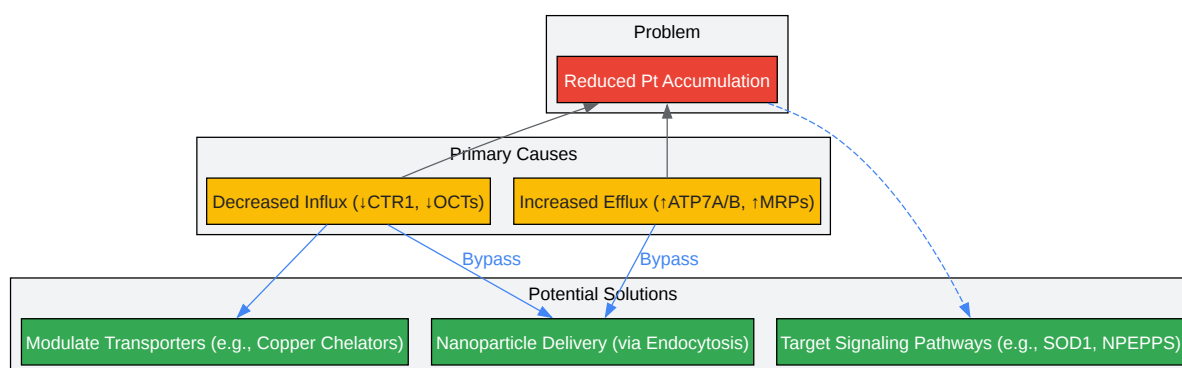 Problem
Reduced Pt Accumulation
Primary Causes
Decreased Influx (↓CTR1, ↓OCTs)
Increased Efflux (↑ATP7A/B, ↑MRPs)
Bypass
Bypass
Potential Solutions
Modulate Transporters (e.g., Copper Chelators)
Nanoparticle Delivery (via Endocytosis)
Target Signaling Pathways (e.g., SOD1, NPEPPS)